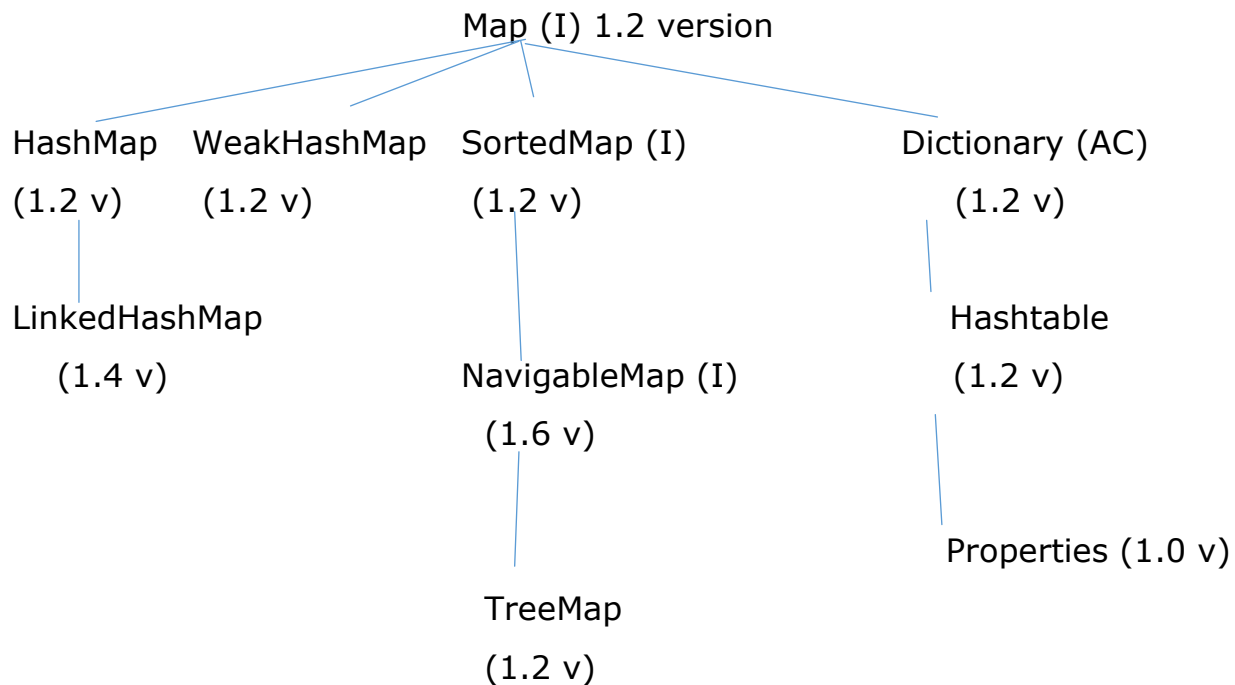 Map (I) 1.2 version
HashMap WeakHashMap SortedMap (I) Dictionary (AC)
(1.2 v) (1.2 v) (1.2 v) (1.2 v)
LinkedHashMap Hashtable
(1.4 v) NavigableMap (I) (1.2 v)
(1.6 v)
Properties (1.0 v)
TreeMap
(1.2 v)